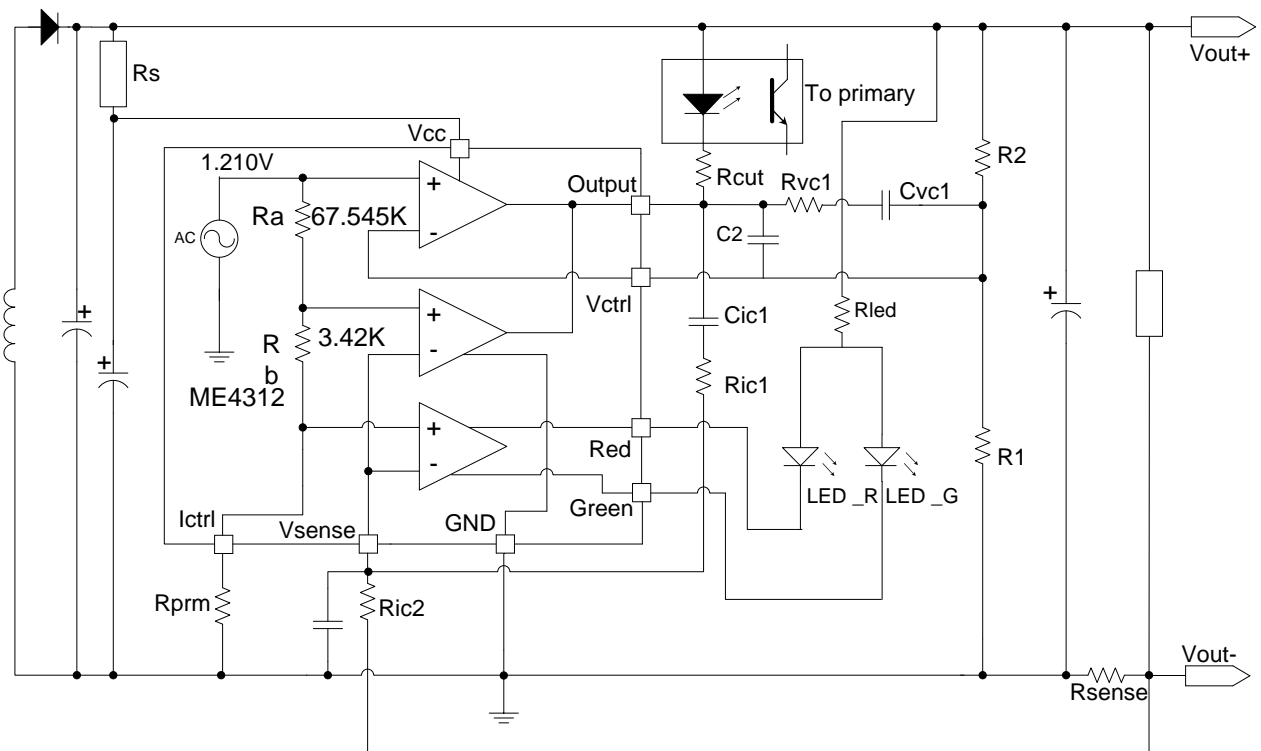 Vout+
Rs
To primary
Vcc
1.210V
Output
Rcut
Rvc1
Cvc1
R2
Ra
67.545K
AC
C2
Vctrl
+
-
+
-
+
-
+
+
+
Cic1
Rled
R
b
3.42K
ME4312
Ric1
Red
R1
LED _R
LED _G
Green
Ictrl
Vsense
GND
Rprm
Ric2
Vout-
Rsense